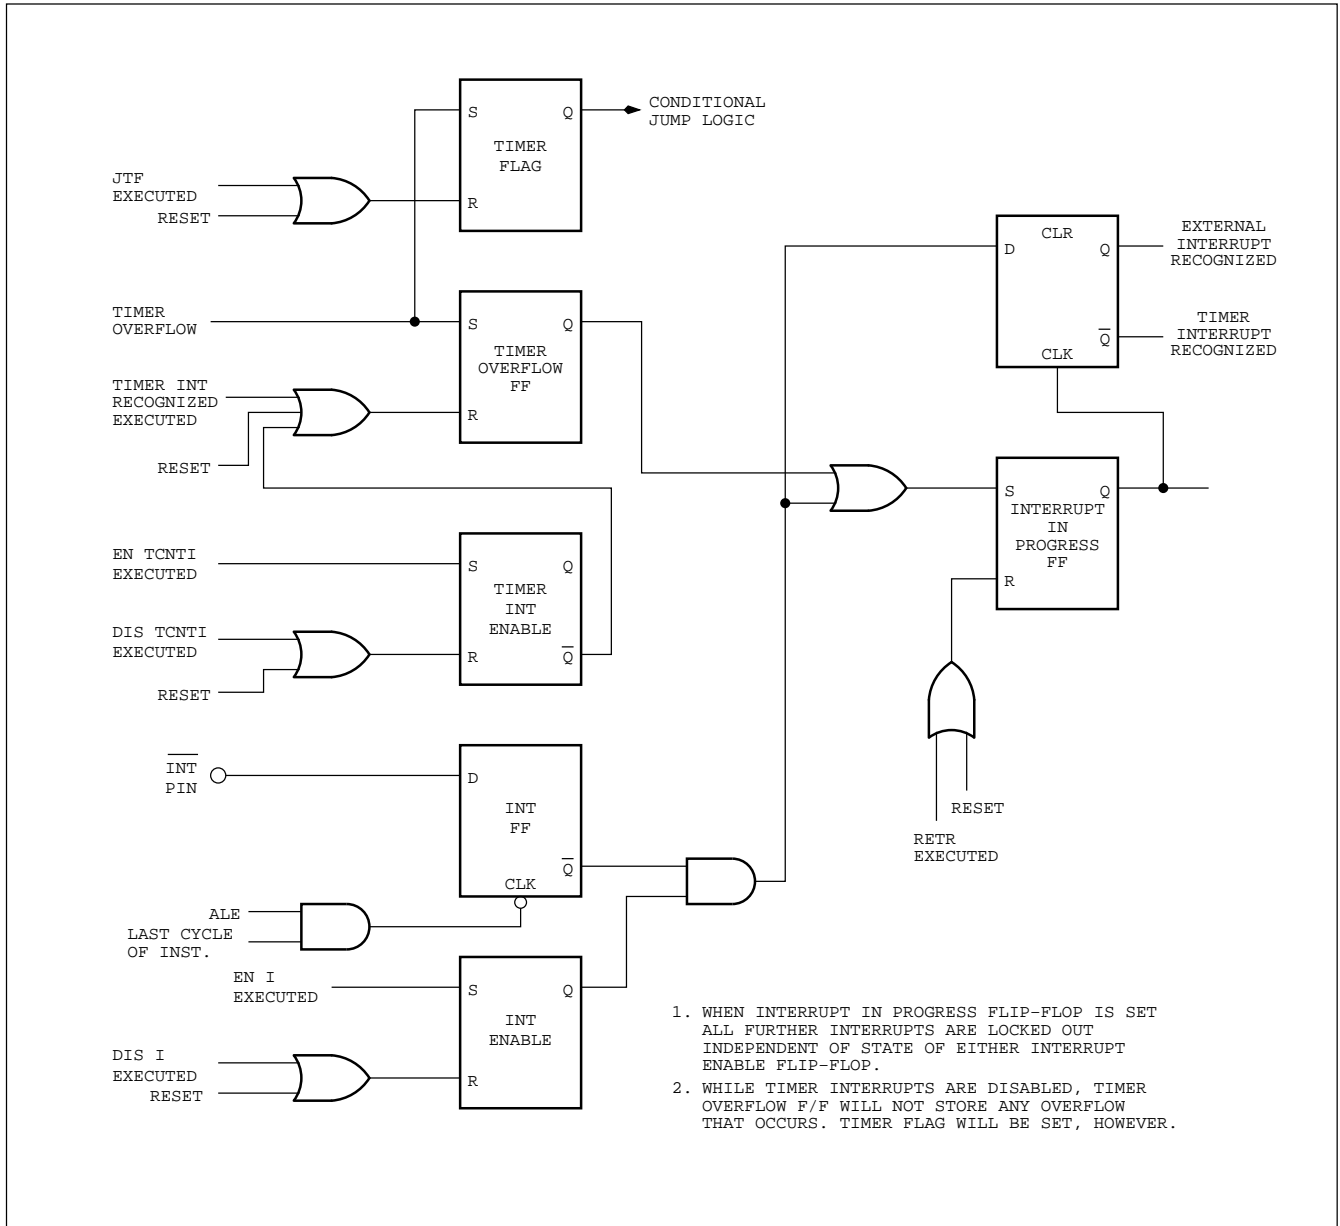 S
Q
TIMER
FLAG
R
CONDITIONAL
JUMP LOGIC
JTF
EXECUTED
RESET
CLR
D
Q
Q
CLK
EXTERNAL
INTERRUPT
RECOGNIZED
TIMER
INTERRUPT
RECOGNIZED
TIMER
OVERFLOW
S
Q
TIMER
OVERFLOW
FF
R
TIMER INT
RECOGNIZED
EXECUTED
RESET
S
Q
INTERRUPT
IN
PROGRESS
FF
R
EN TCNTI
EXECUTED
S
Q
TIMER
INT
ENABLE
R
Q
DIS TCNTI
EXECUTED
RESET
INT
PIN
D
INT
FF
Q
CLK
RESET
RETR
EXECUTED
ALE
LAST CYCLE
OF INST.
EN I
EXECUTED
S
Q
INT
ENABLE
R
DIS I
EXECUTED
RESET
1. WHEN INTERRUPT IN PROGRESS FLIP-FLOP IS SET
ALL FURTHER INTERRUPTS ARE LOCKED OUT
INDEPENDENT OF STATE OF EITHER INTERRUPT
ENABLE FLIP-FLOP.
2. WHILE TIMER INTERRUPTS ARE DISABLED, TIMER
OVERFLOW F/F WILL NOT STORE ANY OVERFLOW
THAT OCCURS. TIMER FLAG WILL BE SET, HOWEVER.